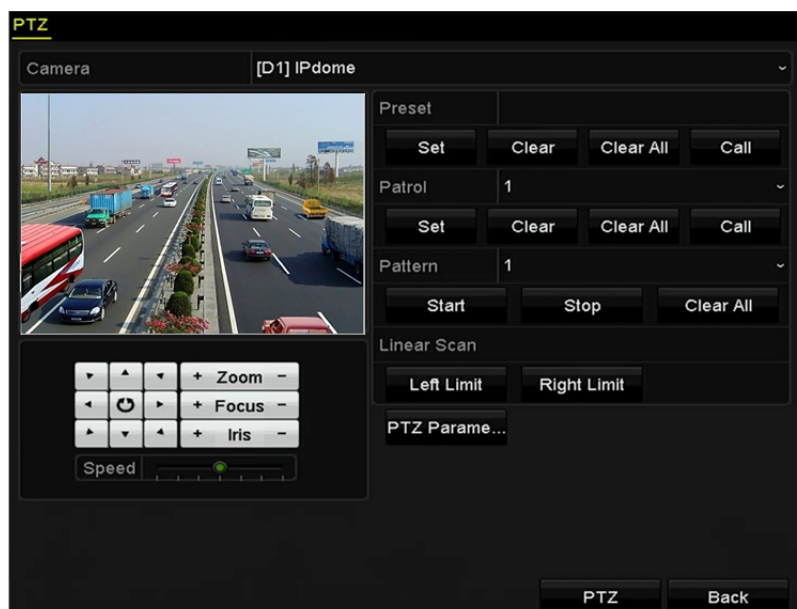 PTZ
Camera [D1] IPdome
Preset
Set Clear Clear All Call
Patrol 1
Set Clear Clear All Call
Pattern 1
Start Stop Clear All
Linear Scan
Left Limit Right Limit
PTZ Parame...
+ Zoom -
+ Focus -
+ Iris -
Speed
PTZ Back